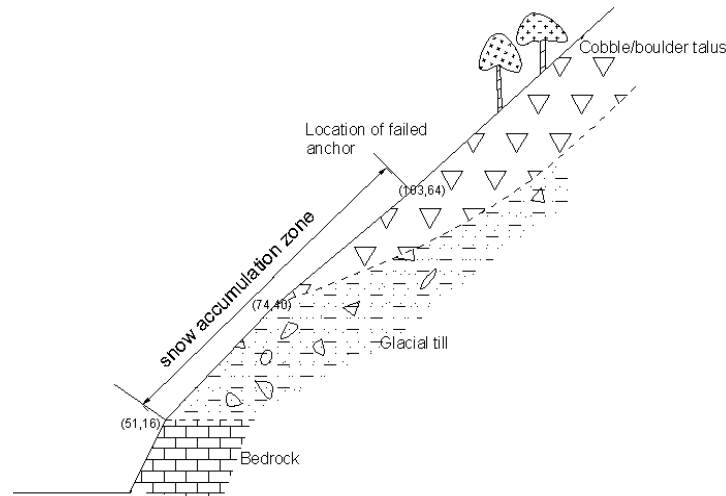 Cobble/boulder talus
Location of failed
anchor
(103,64)
snow accumulation zone
(74,40)
Glacial till
(51,16)
Bedrock